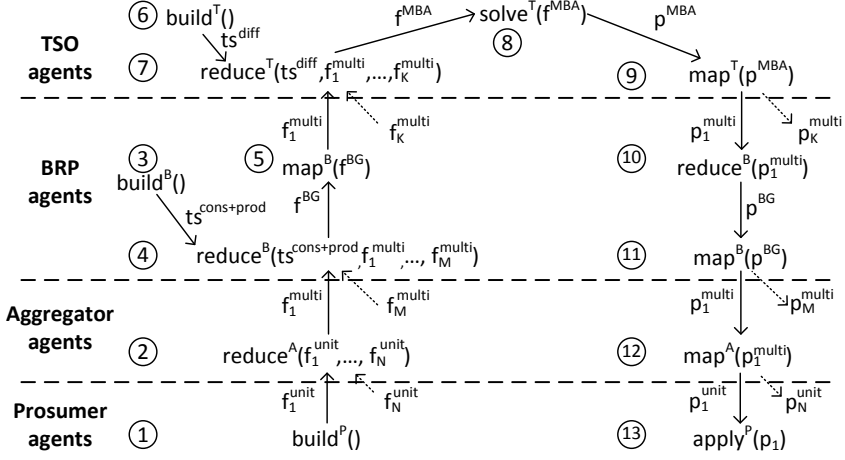 ⑥ build^T() f^MBA solve^T(f^MBA) p^MBA
TSO agents ts^diff ⑧
⑦ reduce^T(ts^diff,f_1^multi,...,f_K^multi) ⑨ map^T(p^MBA)
f_1^multi f_K^multi p_1^multi p_K^multi
③ ⑤ map^B(f^BG) ⑩ reduce^B(p_1^multi)
BRP agents build^B()
ts^cons+prod f^BG p^BG
④ reduce^B(ts^cons+prod,f_1^multi,..., f_M^multi) ⑪ map^B(p^BG)
f_1^multi f_M^multi p_1^multi p_M^multi
Aggregator agents
② reduce^A(f_1^unit,..., f_N^unit) ⑫ map^A(p_1^multi)
f_1^unit f_N^unit p_1^unit p_N^unit
Prosumer agents
① build^P() ⑬ apply^P(p_1)